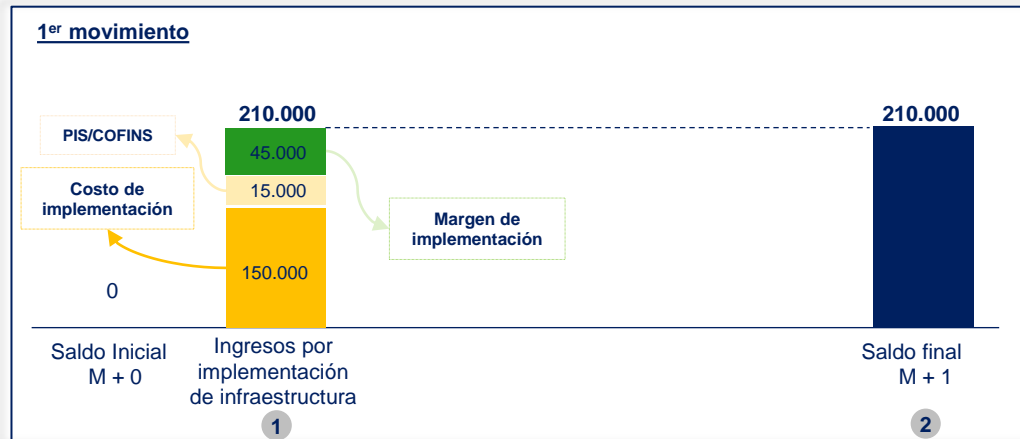 1er movimiento
210.000
210.000
PIS/COFINS
45.000
15.000
Costo de
implementación
Margen de
implementación
150.000
0
Saldo Inicial
M + 0
Ingresos por
implementación
de infraestructura
Saldo final
M + 1
1
2